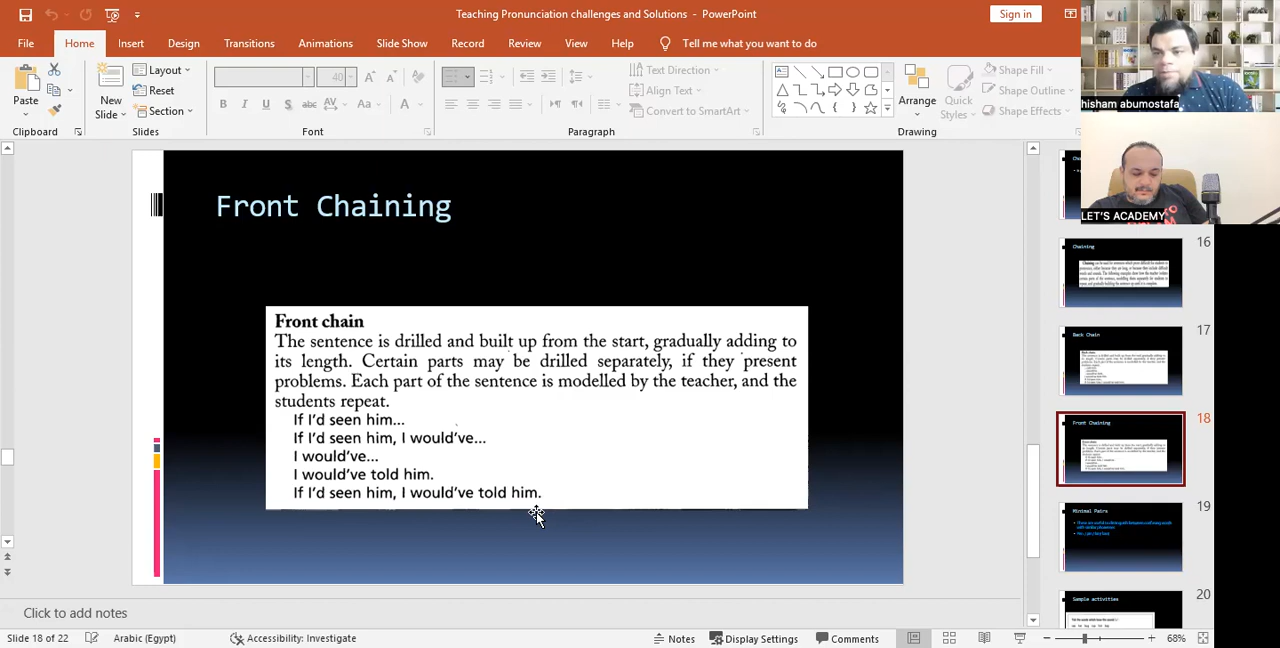 Teaching Pronunciation challenges and Solutions - PowerPoint
Sign in
File Home Insert Design Transitions Animations Slide Show Record Review View Help Tell me what you want to do
Paste
New
Slide
Layout
Reset
Section
40
Text Direction
Align Text
Convert to SmartArt
Arrange
Quick
Styles
Shape Fill
Shape Outline
Shape Effects
Clipboard Slides Font Paragraph Drawing
hisham abumostafa
LET'S ACADEMY
Front Chaining
Front chain
The sentence is drilled and built up from the start, gradually adding to
its length. Certain parts may be drilled separately, if they present
problems. Each part of the sentence is modelled by the teacher, and the
students repeat.
If I'd seen him...
If I'd seen him, I would've...
I would've...
I would've told him.
If I'd seen him, I would've told him.
16
Chaining
17
Back Chain
18
Front Chaining
19
Minimal Pairs
20
Sample activities
Click to add notes
Slide 18 of 22 Arabic (Egypt) Accessibility: Investigate Notes Display Settings Comments 68%